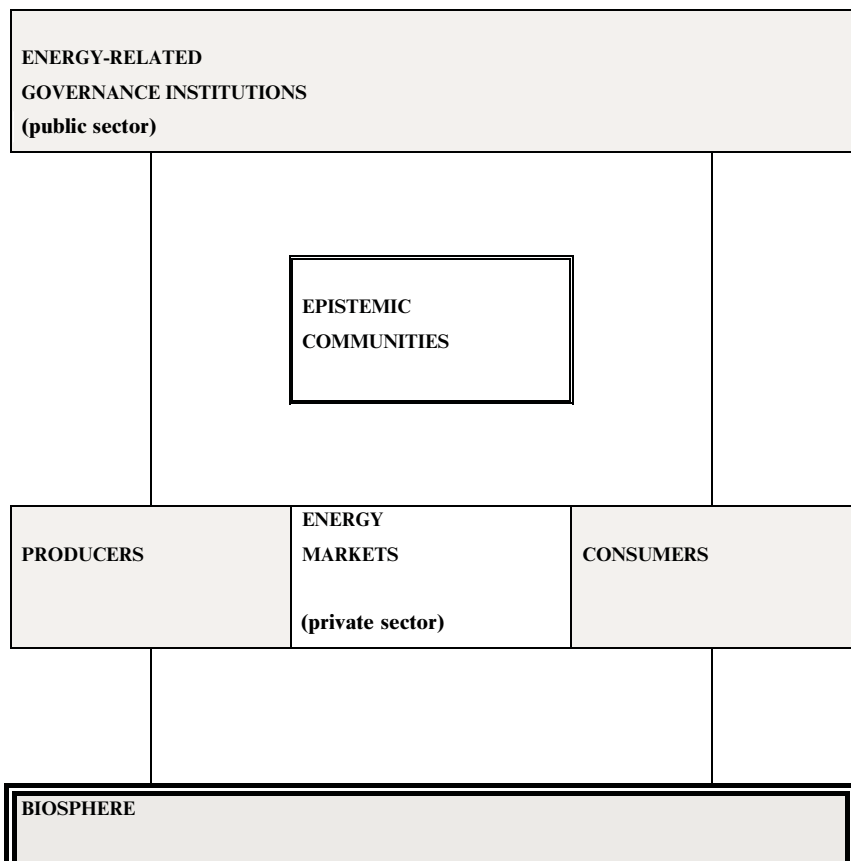 ENERGY-RELATED
GOVERNANCE INSTITUTIONS
(public sector)
EPISTEMIC
COMMUNITIES
PRODUCERS
ENERGY
MARKETS
(private sector)
CONSUMERS
BIOSPHERE